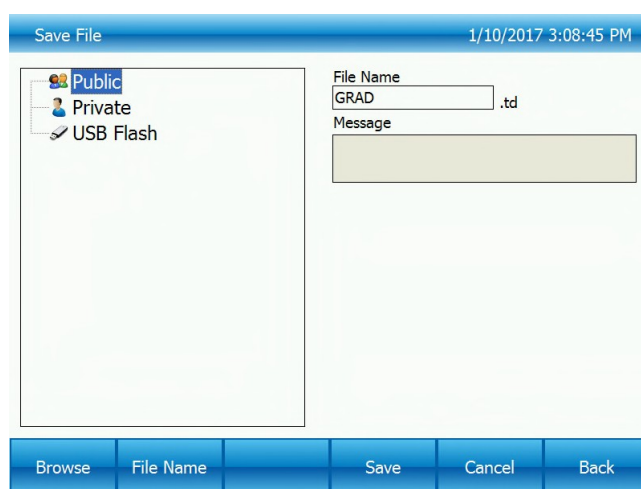 Save File 1/10/2017 3:08:45 PM
Public
Private
USB Flash
File Name
GRAD .td
Message
Browse File Name Save Cancel Back